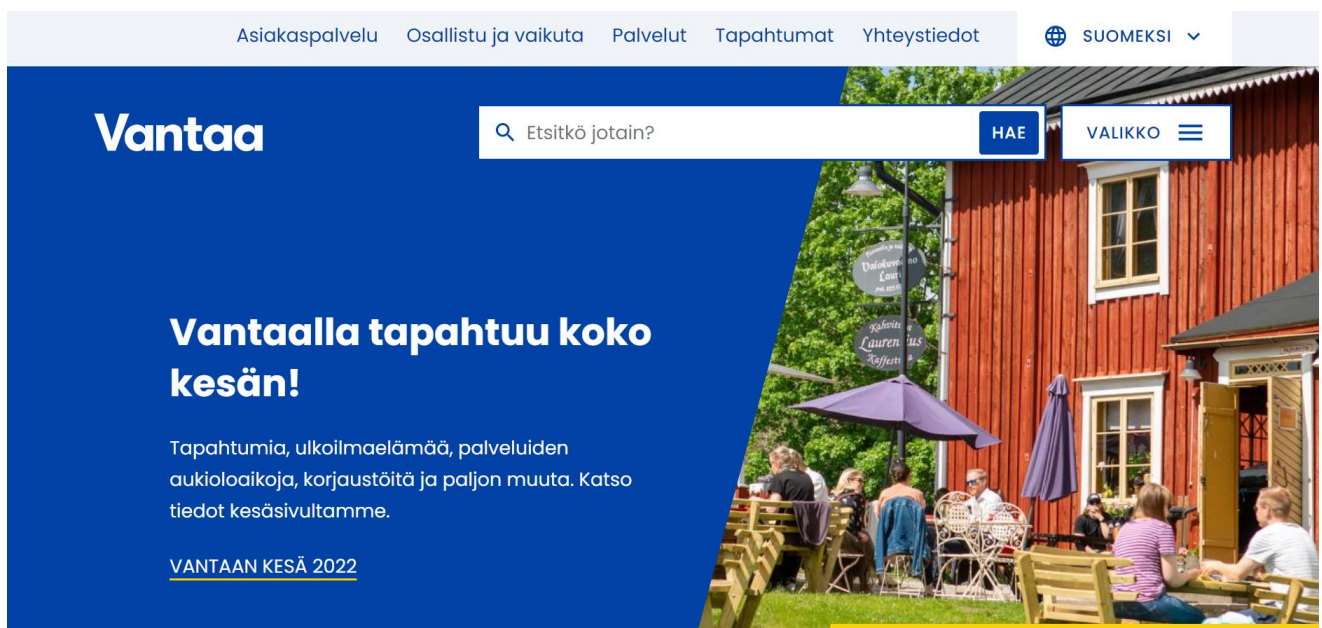 Asiakaspalvelu Osallistu ja vaikuta Palvelut Tapahtumat Yhteystiedot SUOMEKSI
Vantaa
Etsitkö jotain?
HAE
VALIKKO
Vantaalla tapahtuu koko
kesän!
Tapahtumia, ulkoilmaelämää, palveluiden
aukioloaikoja, korjaustöitä ja paljon muuta. Katso
tiedot kesäsivultamme.
VANTAAN KESÄ 2022